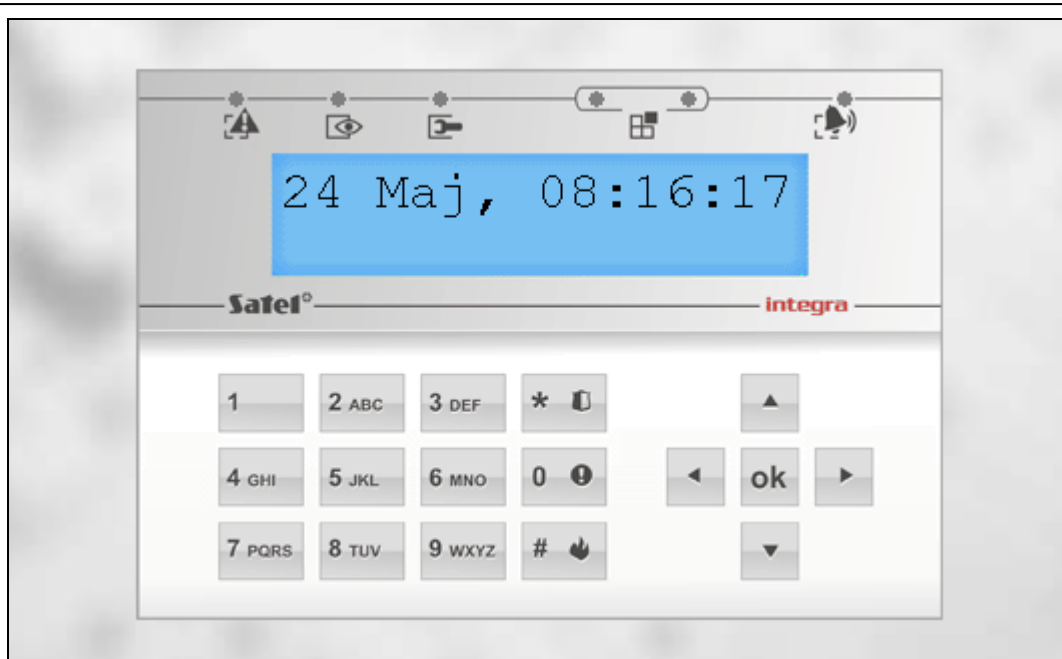 24 Maj, 08:16:17
Satel
integra
1 2 ABC 3 DEF *
4 GHI 5 JKL 6 MNO 0 ok
7 PQRS 8 TUV 9 WXYZ #